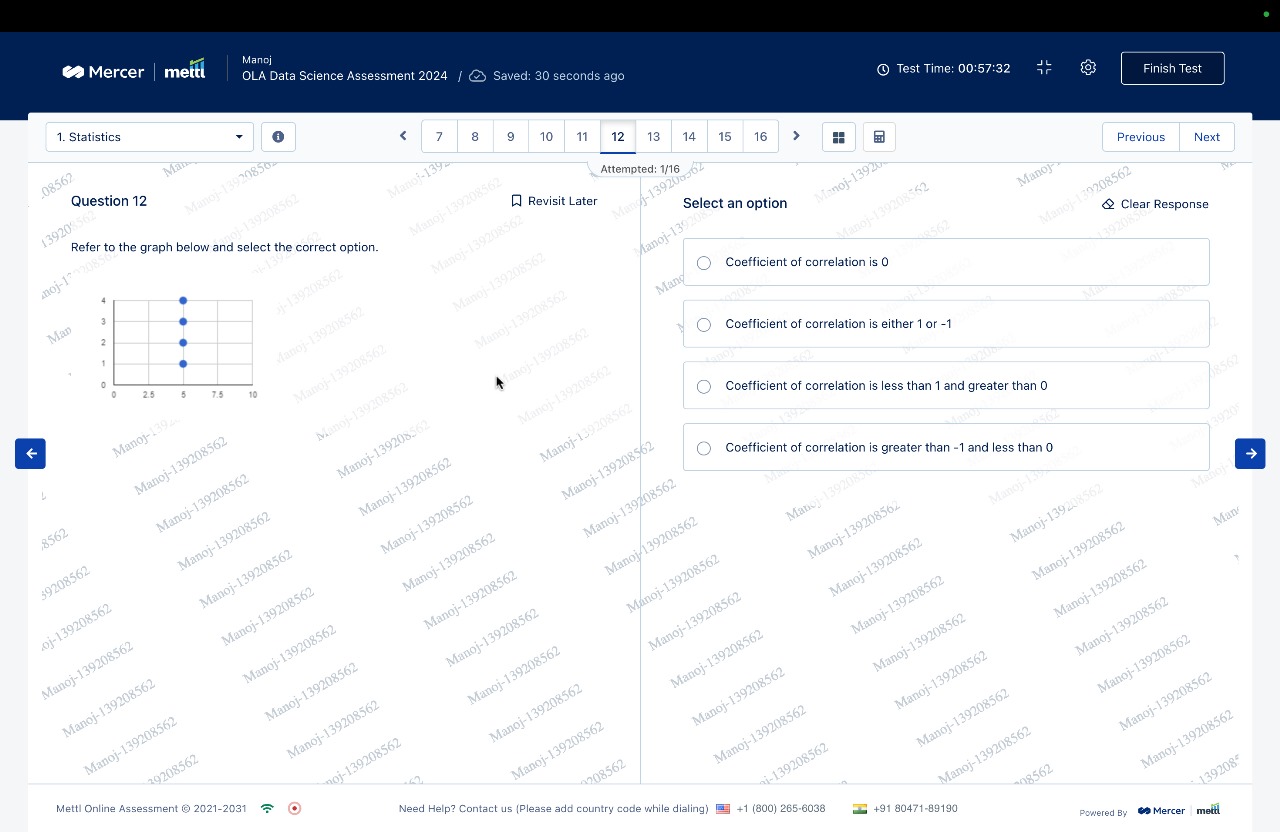 Mercer mettl
Manoj
OLA Data Science Assessment 2024 / Saved: 30 seconds ago
Test Time: 00:57:32
Finish Test
1. Statistics
7 8 9 10 11 12 13 14 15 16
Previous Next
Attempted: 1/16
Question 12
Revisit Later
Refer to the graph below and select the correct option.
4
3
2
1
0
0 2.5 5 7.5 10
Select an option
Clear Response
Coefficient of correlation is 0
Coefficient of correlation is either 1 or -1
Coefficient of correlation is less than 1 and greater than 0
Coefficient of correlation is greater than -1 and less than 0
Manoj-139208562
Mettl Online Assessment © 2021-2031
Need Help? Contact us (Please add country code while dialing) +1 (800) 265-6038 +91 80471-89190
Powered By Mercer mettl